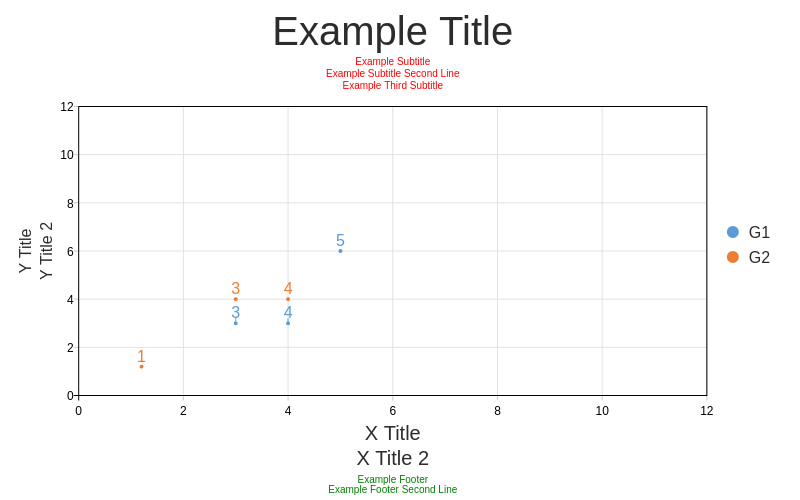 Example Title
Example Subtitle
Example Subtitle Second Line
Example Third Subtitle
12
10
8
6
4
2
0
Y Title
Y Title 2
5
3
4
3
4
1
G1
G2
0
2
4
6
8
10
12
X Title
X Title 2
Example Footer
Example Footer Second Line